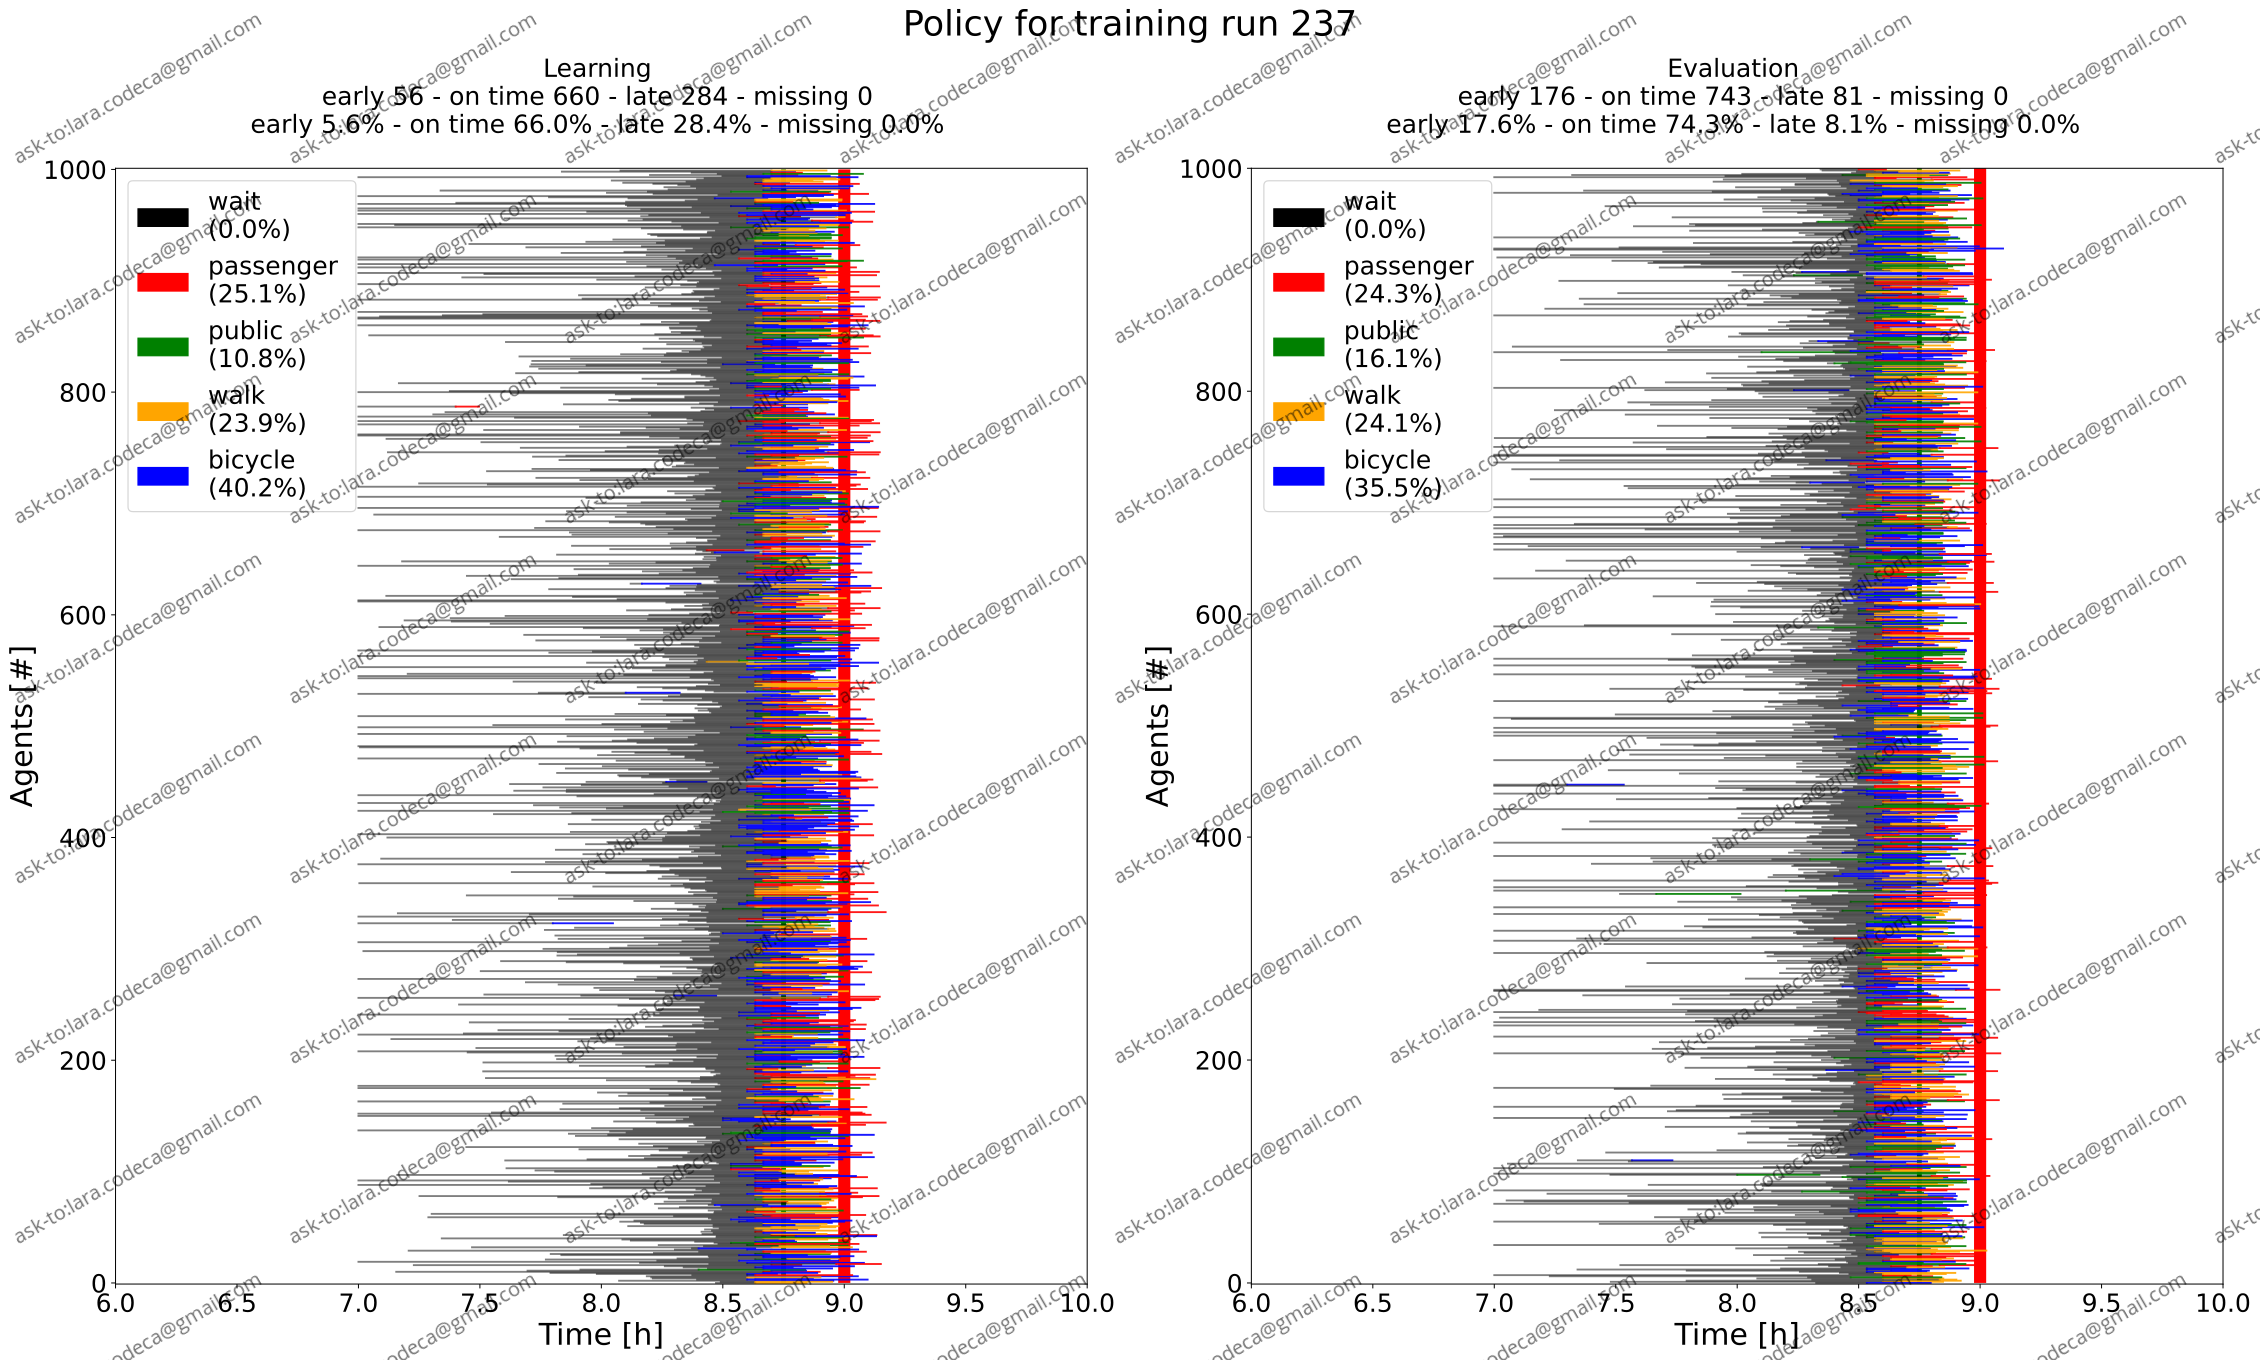 Policy for training run 237
Learning
early 56 - on time 660 - late 284 - missing 0
early 5.6% - on time 66.0% - late 28.4% - missing 0.0%
1000
800
600
400
200
0
Agents [#]
wait
(0.0%)
passenger
(25.1%)
public
(10.8%)
walk
(23.9%)
bicycle
(40.2%)
6.0 6.5 7.0 7.5 8.0 8.5 9.0 9.5 10.0
Time [h]
Evaluation
early 176 - on time 743 - late 81 - missing 0
early 17.6% - on time 74.3% - late 8.1% - missing 0.0%
1000
800
600
400
200
0
Agents [#]
wait
(0.0%)
passenger
(24.3%)
public
(16.1%)
walk
(24.1%)
bicycle
(35.5%)
6.0 6.5 7.0 7.5 8.0 8.5 9.0 9.5 10.0
Time [h]
ask-to:lara.codeca@gmail.com